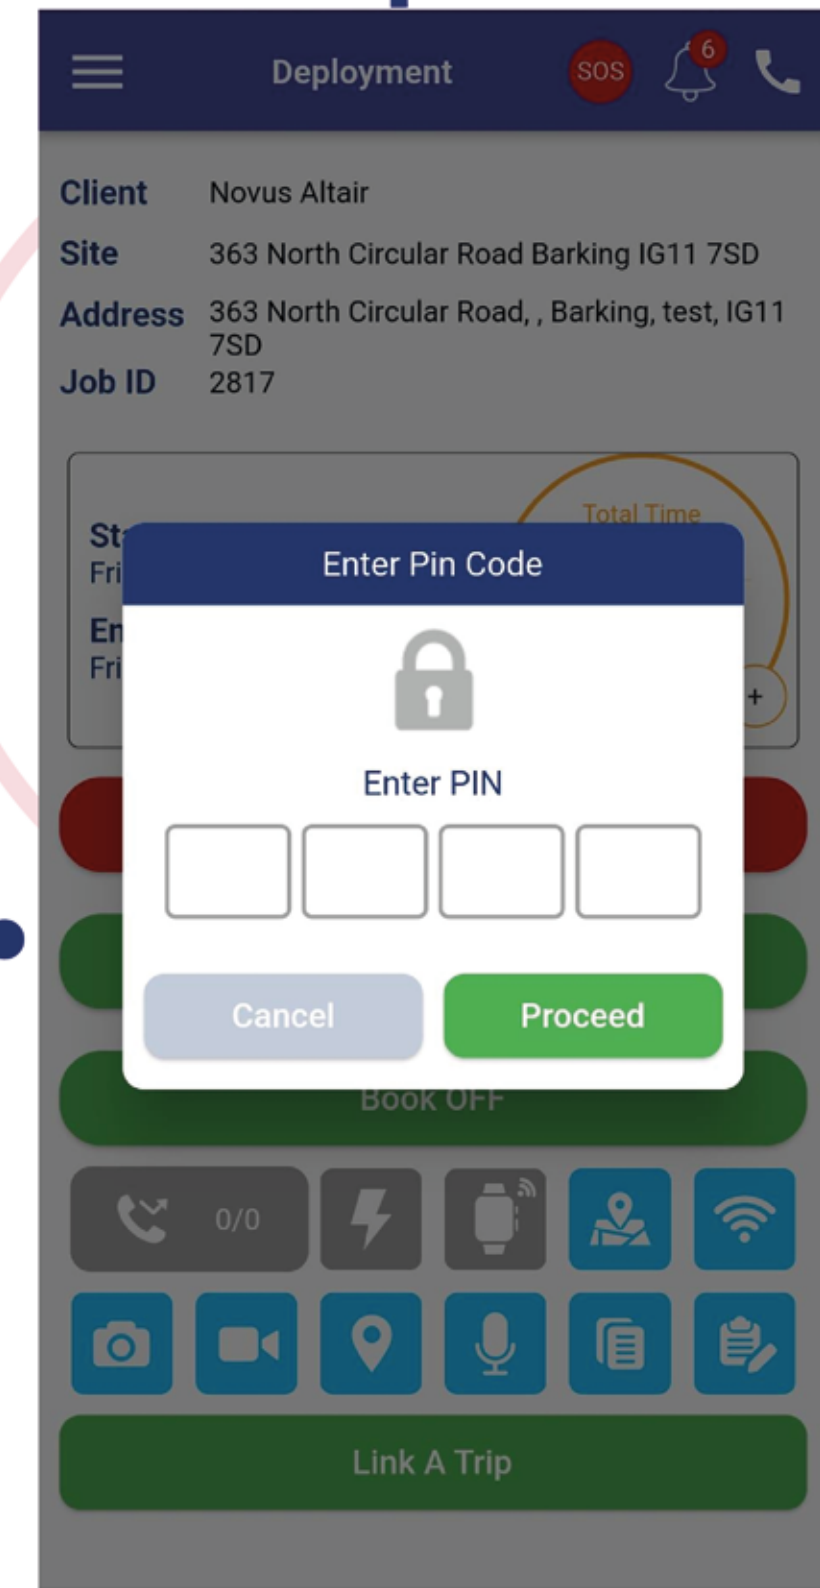 Deployment
SOS
6
Client Novus Altair
Site 363 North Circular Road Barking IG11 7SD
Address 363 North Circular Road, , Barking, test, IG11
7SD
Job ID 2817
Total Time
Fri
Fri
+
Enter Pin Code
Enter PIN
Cancel Proceed
Book OFF
0/0
Link A Trip